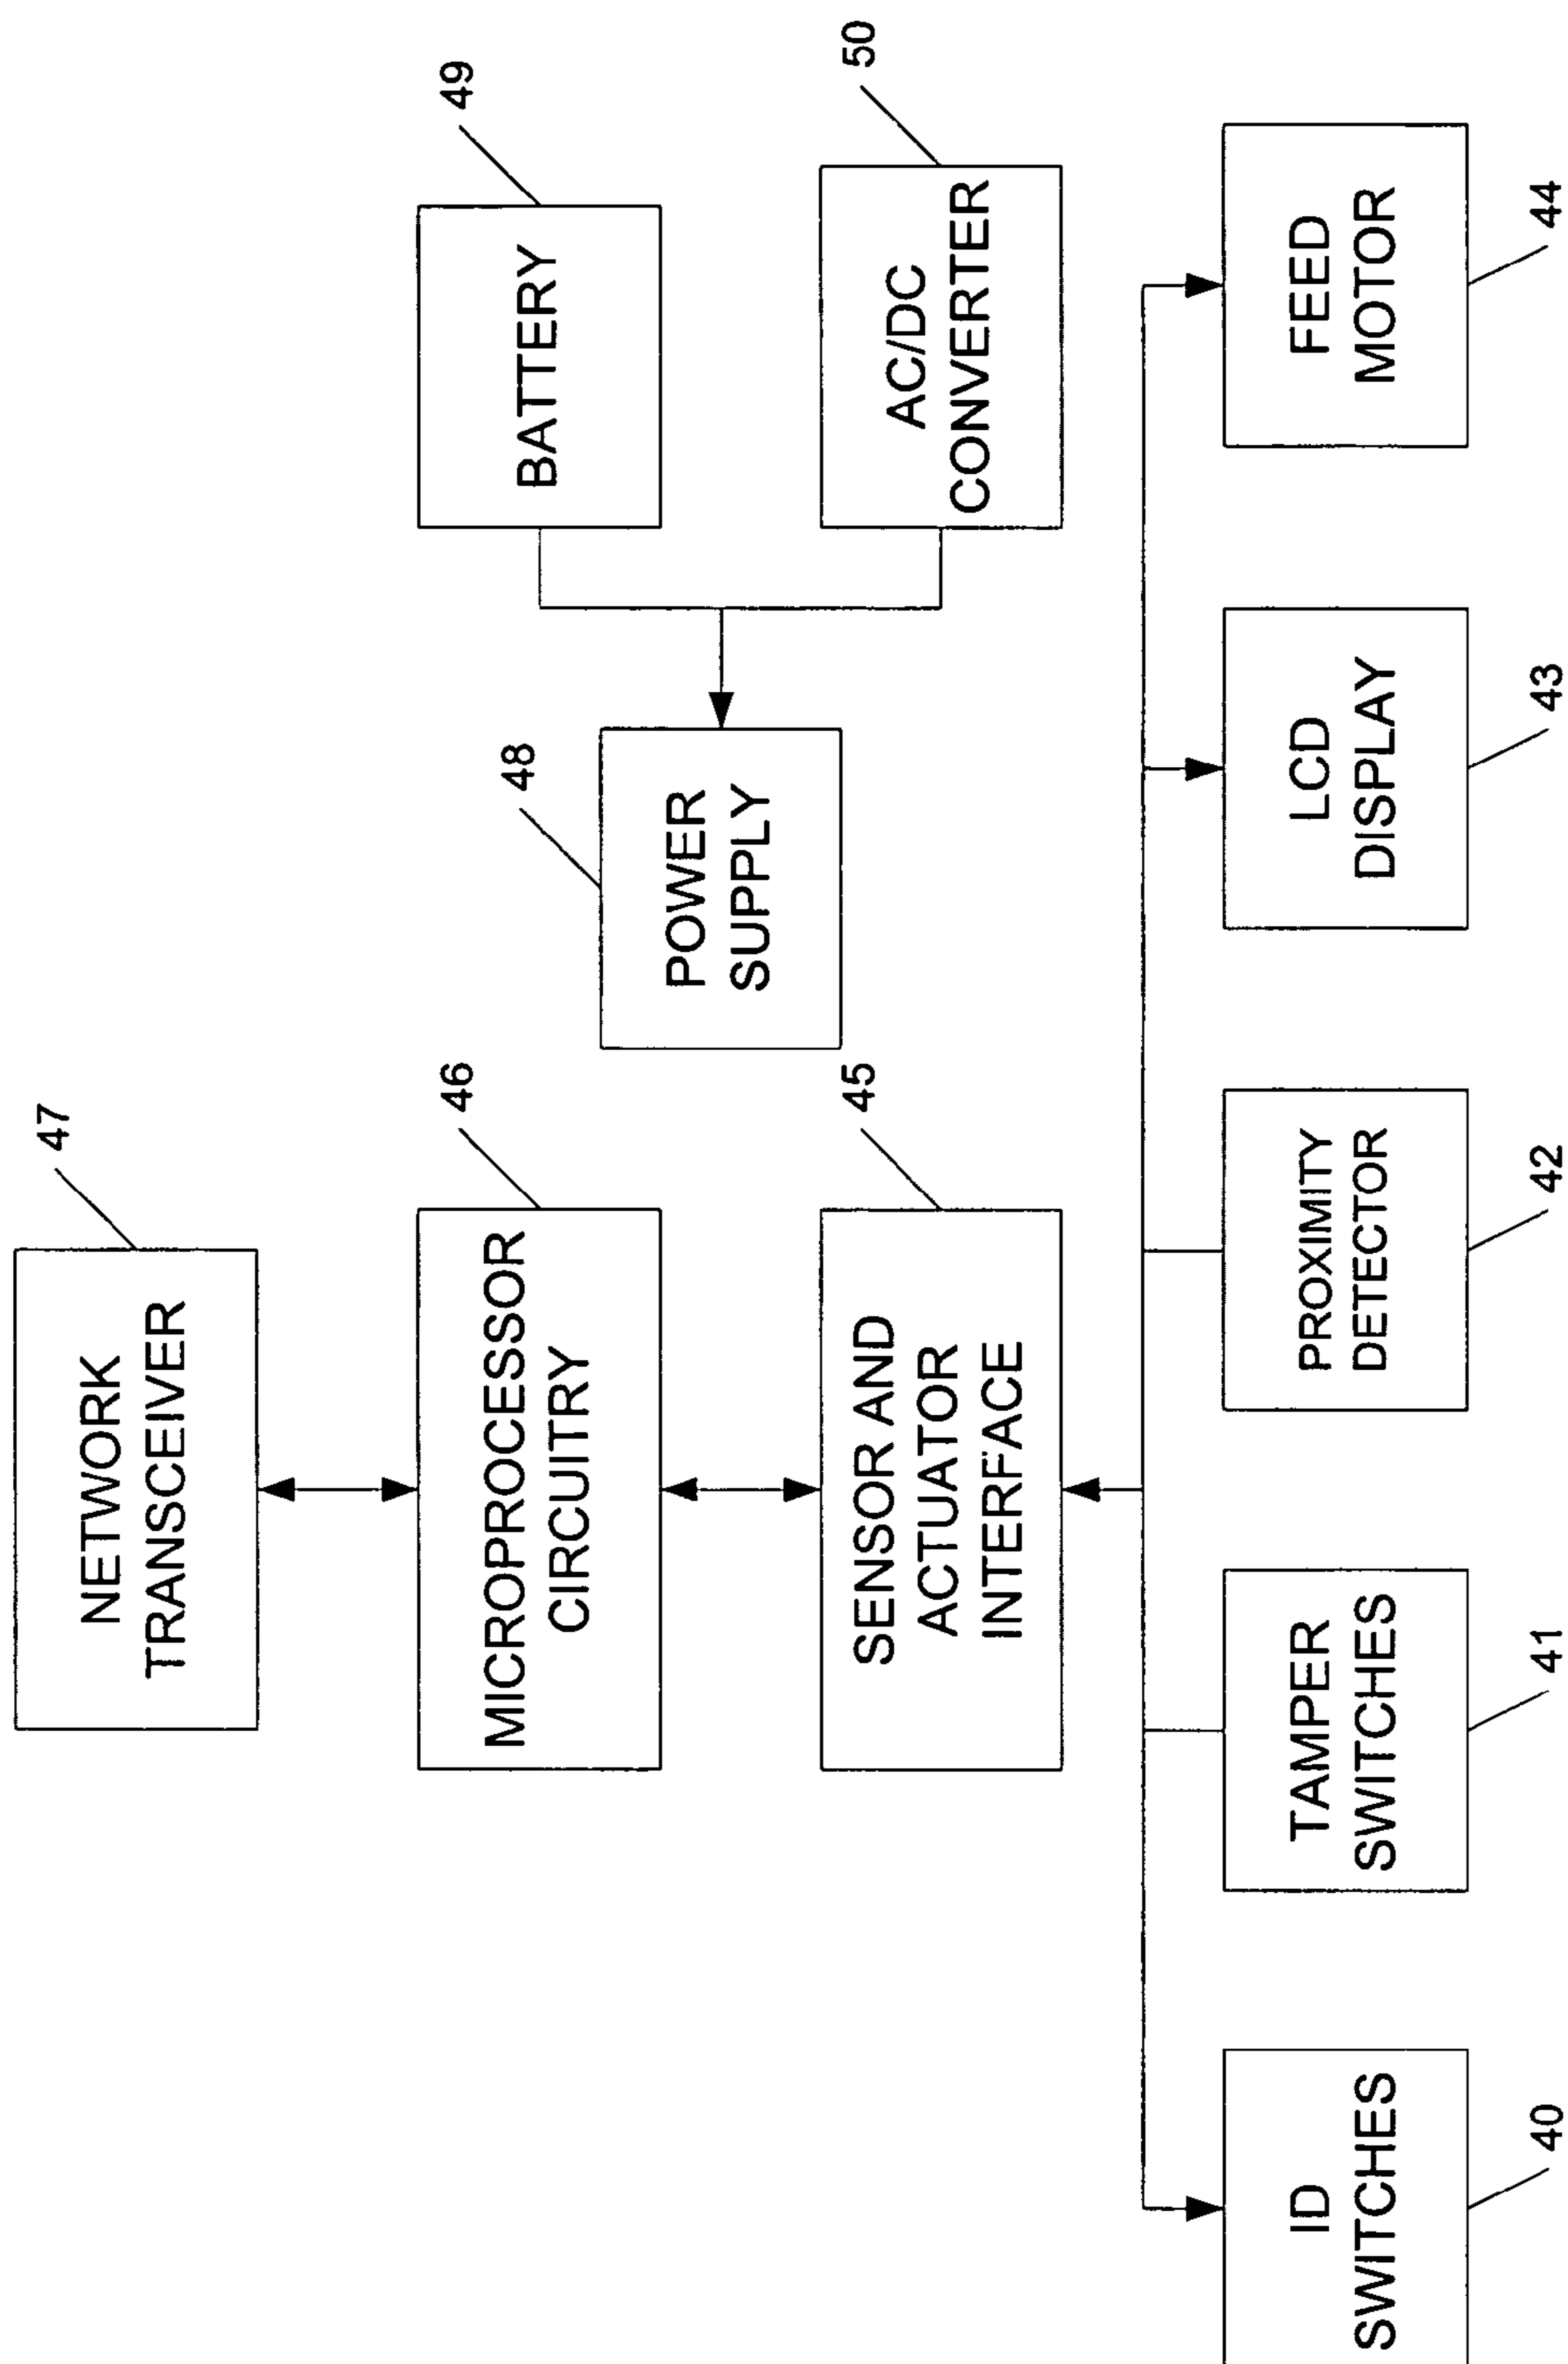 47
NETWORK
TRANSCEIVER
46
MICROPROCESSOR
CIRCUITRY
49
BATTERY
48
POWER
SUPPLY
45
SENSOR AND
ACTUATOR
INTERFACE
50
AC/DC
CONVERTER
ID
SWITCHES
40
TAMPER
SWITCHES
41
PROXIMITY
DETECTOR
42
LCD
DISPLAY
43
FEED
MOTOR
44